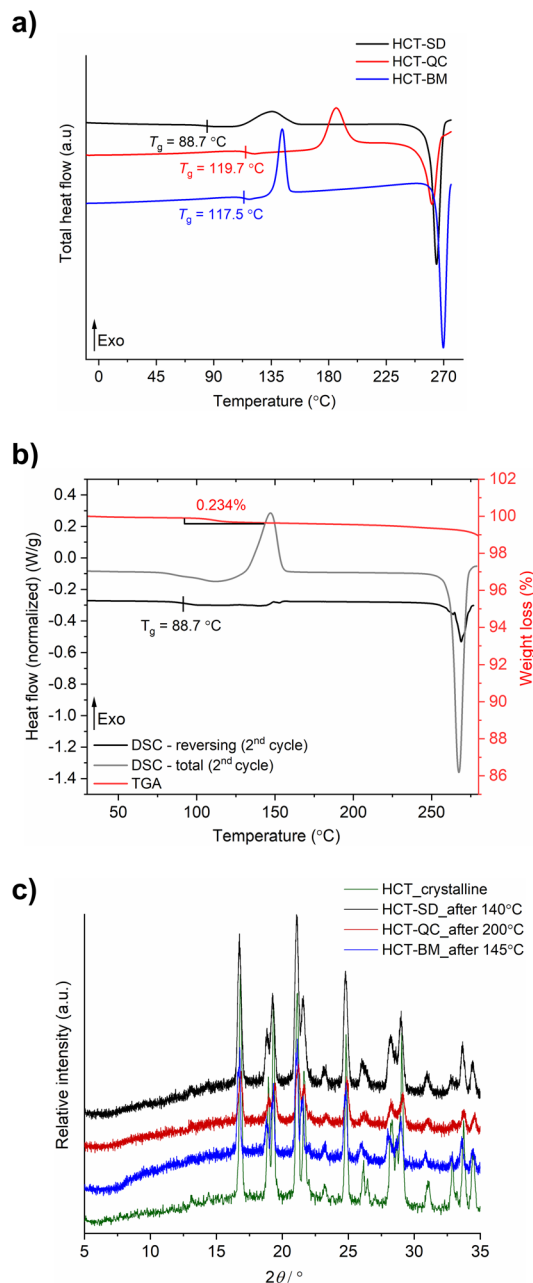 a)
HCT-SD
HCT-QC
HCT-BM
Tg = 88.7 °C
Tg = 119.7 °C
Tg = 117.5 °C
Total heat flow (a.u)
Exo
0 45 90 135 180 225 270
Temperature (°C)
b)
0.4
0.2
0.0
-0.2
-0.4
-0.6
-0.8
-1.0
-1.2
-1.4
Heat flow (normalized) (W/g)
0.234%
Tg = 88.7 °C
Exo
DSC - reversing (2nd cycle)
DSC - total (2nd cycle)
TGA
102
100
98
96
94
92
90
88
86
Weight loss (%)
50 100 150 200 250
Temperature (°C)
c)
HCT_crystalline
HCT-SD_after 140°C
HCT-QC_after 200°C
HCT-BM_after 145°C
Relative intensity (a.u.)
5 10 15 20 25 30 35
2θ / °